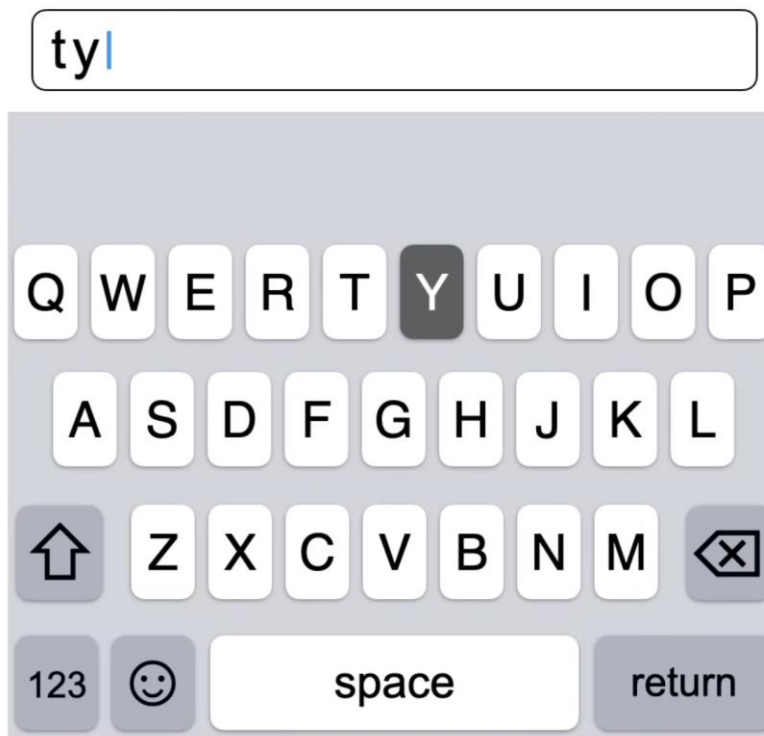 ty
Q W E R T Y U I O P
A S D F G H J K L
Z X C V B N M
123 space return